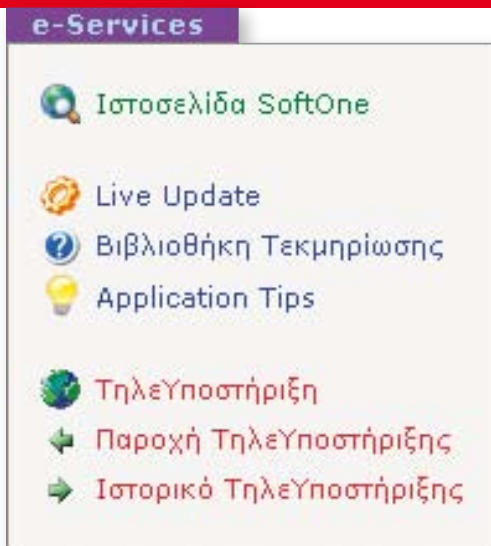 e-Services
Ιστοσελίδα SoftOne
Live Update
Βιβλιοθήκη Τεκμηρίωσης
Application Tips
ΤηλεΥποστήριξη
Παροχή ΤηλεΥποστήριξης
Ιστορικό ΤηλεΥποστήριξης